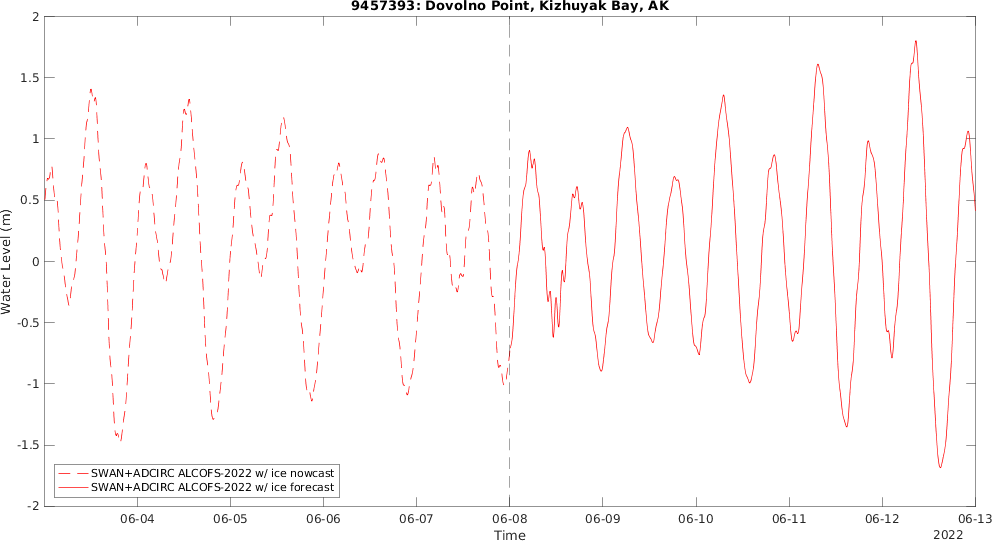 9457393: Dovolno Point, Kizhuyak Bay, AK
2
1.5
1
0.5
0
-0.5
-1
-1.5
-2
Water Level (m)
SWAN+ADCIRC ALCOFS-2022 w/ ice nowcast
SWAN+ADCIRC ALCOFS-2022 w/ ice forecast
06-04 06-05 06-06 06-07 06-08 06-09 06-10 06-11 06-12 06-13
Time
2022